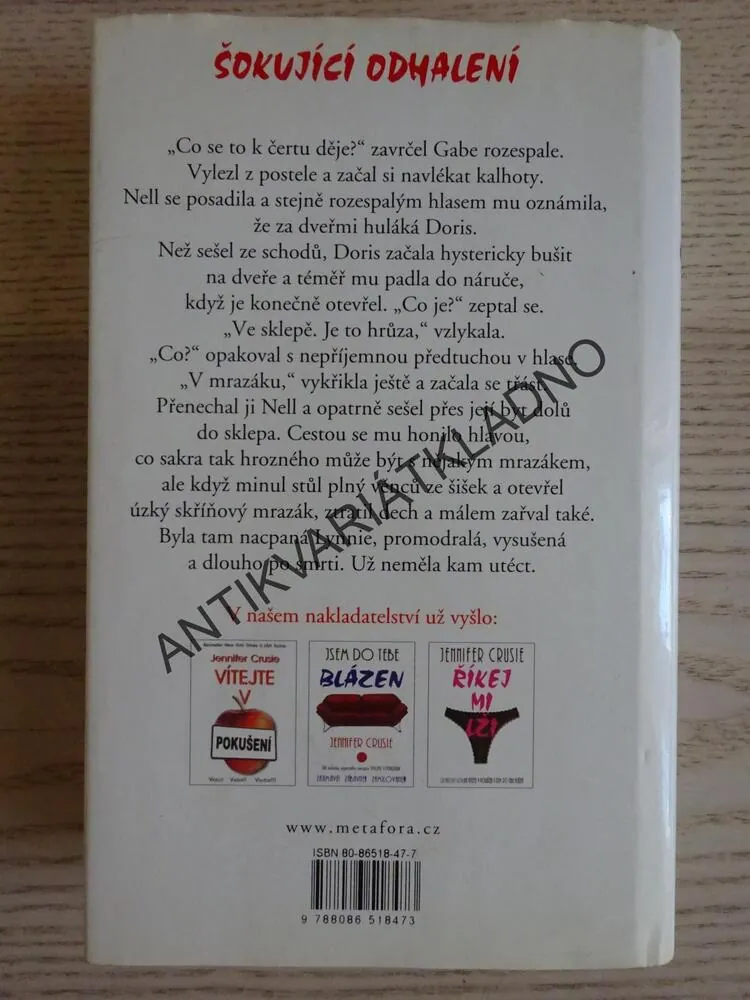 ŠOKUJÍCÍ ODHALENÍ
„Co se to k čertu děje?“ zavrčel Gabe rozespale.
Vylezl z postele a začal si navlékat kalhoty.
Nell se posadila a stejně rozespalým hlasem mu oznámila,
že za dveřmi huláká Doris.
Než sešel ze schodů, Doris začala hystericky bušit
na dveře a téměř mu padla do náruče,
když je konečně otevřel. „Co je?“ zeptal se.
„Ve sklepě. Je to hrůza,“ vzlykala.
„Co?“ opakoval s nepříjemnou předtuchou v hlase.
„V mrazáku,“ vykřikla ještě a začala se třást.
Přenechal ji Nell a opatrně sešel přes její byt dolů
do sklepa. Cestou se mu honilo hlavou,
co sakra tak hrozného může být s nějakým mrazákem,
ale když minul stůl plný věnců ze šišek a otevřel
úzký skříňový mrazák, ztratil dech a málem zařval také.
Byla tam nacpaná Lynnie, promodralá, vysušená
a dlouho po smrti. Už neměla kam utéct.
ANTIKVARIÁTKLADNO
V našem nakladatelství už vyšlo:
Jennifer Crusie
VÍTEJTE
V
POKUŠENÍ
JSEM DO TEBE
BLÁZEN
JENNIFER CRUSIE
JENNIFER CRUSIE
ŘÍKEJ
MI
LŽI
www.metafora.cz
ISBN 80-86518-47-7
9 788086 518473